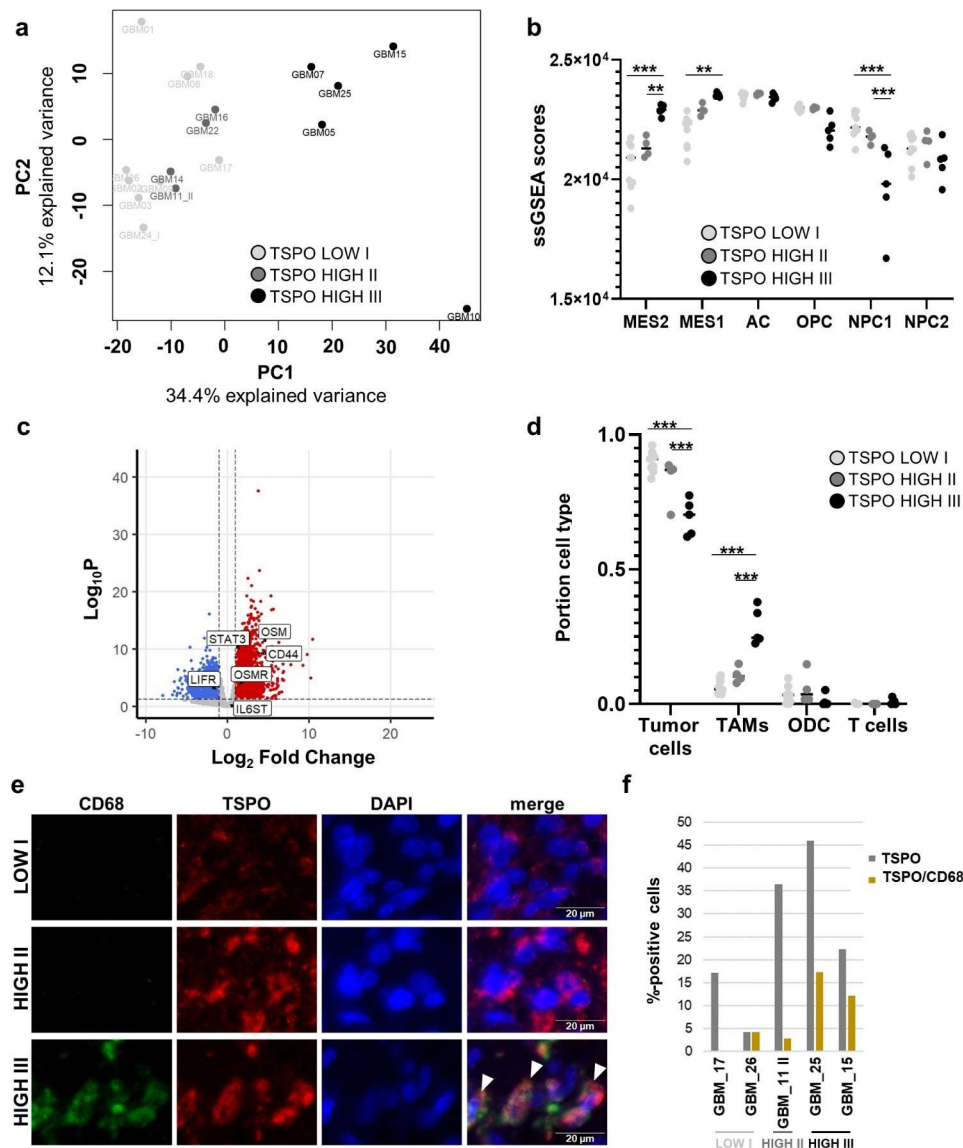 a
GBM01
GBM15
GBM18
GBM07
GBM08
GBM25
GBM16
GBM22
GBM05
GBM17
GBM14
GBM11_II
GBM03
GBM24_I
GBM10
10
0
-10
-20
PC2
12.1% explained variance
TSPO LOW I
TSPO HIGH II
TSPO HIGH III
-20 -10 0 10 20 30 40
PC1
34.4% explained variance
b
*** ** ***
** ***
2.5×10⁴
2×10⁴
1.5×10⁴
ssGSEA scores
TSPO LOW I
TSPO HIGH II
TSPO HIGH III
MES2 MES1 AC OPC NPC1 NPC2
c
40
30
20
10
0
Log₁₀P
STAT3
OSM
CD44
LIFR
OSMR
IL6ST
-10 0 10 20
Log₂ Fold Change
d
***
***
***
***
1.0
0.5
0.0
Portion cell type
TSPO LOW I
TSPO HIGH II
TSPO HIGH III
Tumor TAMs ODC T cells
cells
e
CD68 TSPO DAPI merge
LOW I
20 µm
HIGH II
20 µm
HIGH III
20 µm
f
50
45
40
35
30
25
20
15
10
5
0
%-positive cells
TSPO
TSPO/CD68
GBM_17
GBM_26
GBM_11 II
GBM_25
GBM_15
LOW I HIGH II HIGH III